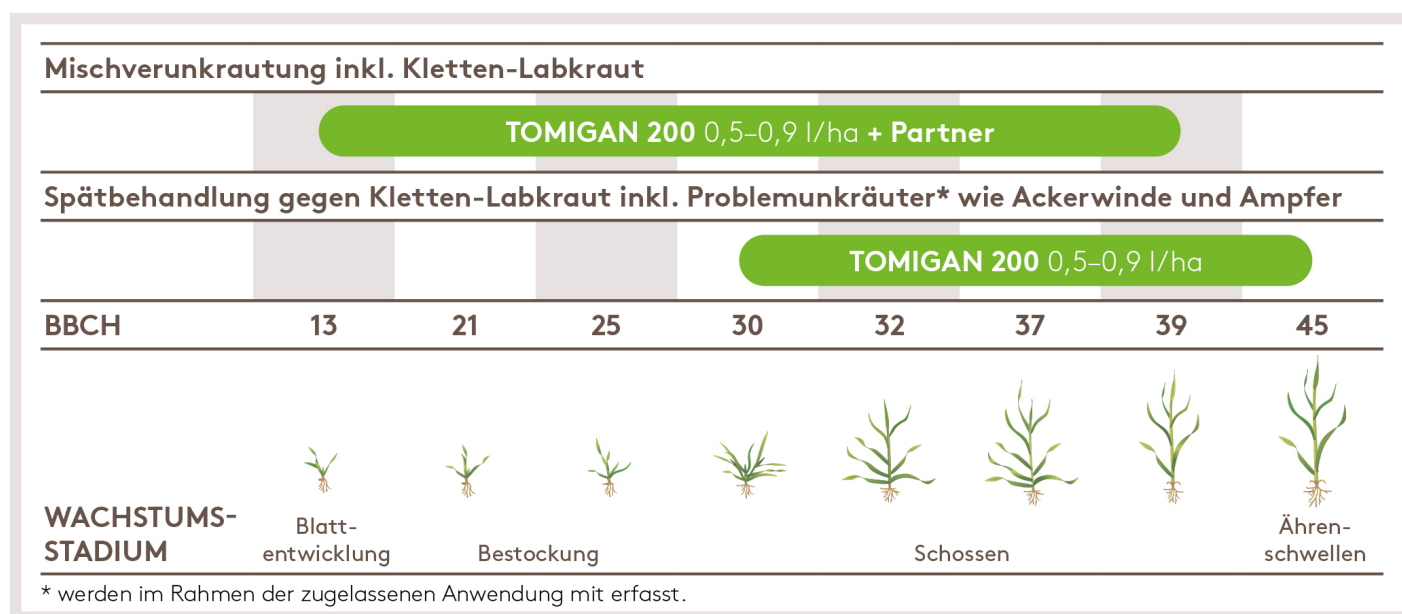 Mischverunkrautung inkl. Kletten-Labkraut
TOMIGAN 200 0,5–0,9 l/ha + Partner
Spätbehandlung gegen Kletten-Labkraut inkl. Problemunkräuter* wie Ackerwinde und Ampfer
TOMIGAN 200 0,5–0,9 l/ha
BBCH 13 21 25 30 32 37 39 45
WACHSTUMS-
STADIUM
Blatt-
entwicklung
Bestockung
Schossen
Ähren-
schwellen
* werden im Rahmen der zugelassenen Anwendung mit erfasst.